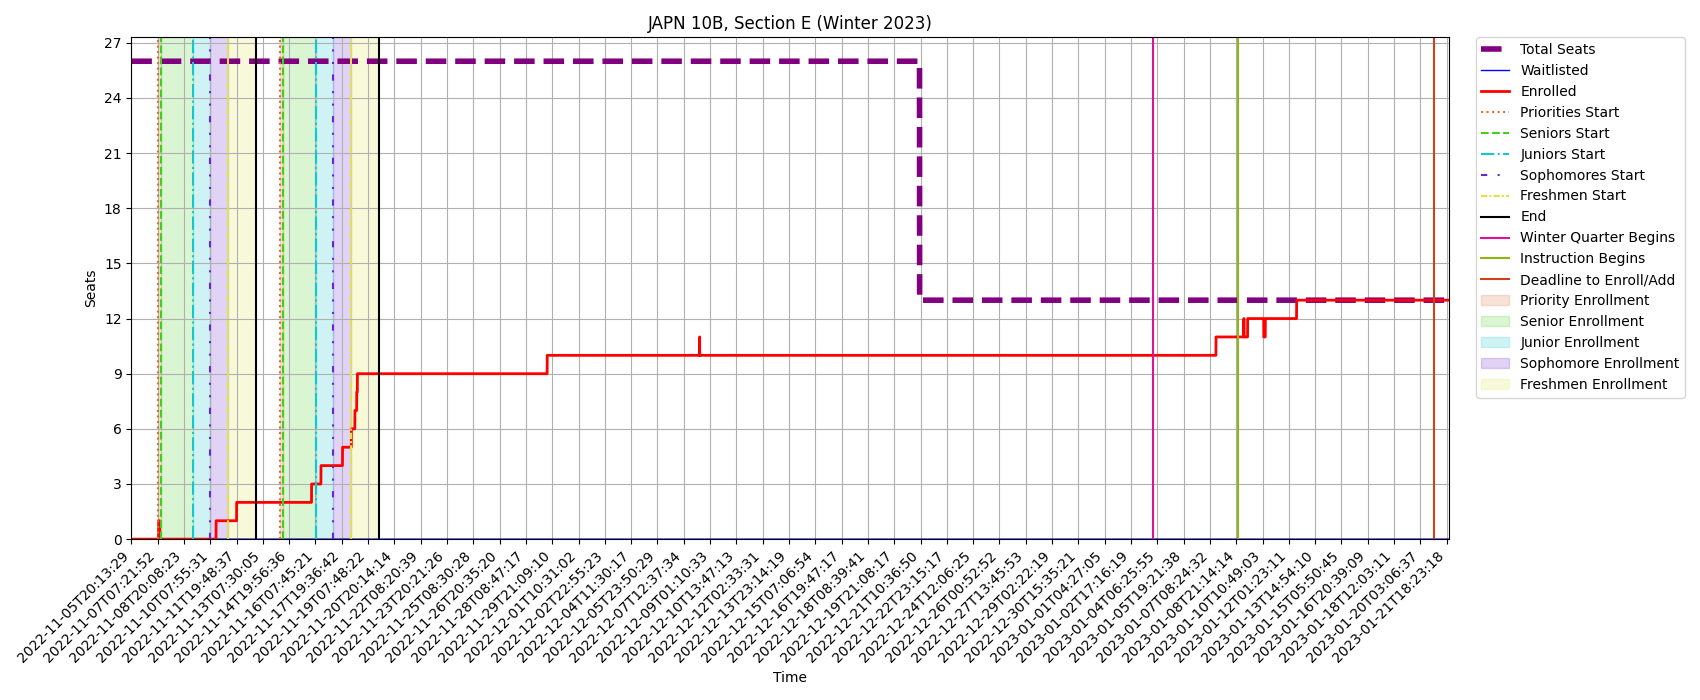 JAPN 10B, Section E (Winter 2023)
27
24
21
18
15
12
9
6
3
0
Seats
2022-11-05T20:13:29
2022-11-07T07:21:52
2022-11-08T20:08:23
2022-11-10T07:55:31
2022-11-11T19:48:37
2022-11-13T07:30:05
2022-11-14T19:56:36
2022-11-16T07:45:21
2022-11-17T19:36:42
2022-11-19T07:48:22
2022-11-20T20:14:14
2022-11-22T08:20:39
2022-11-23T20:21:26
2022-11-25T08:30:28
2022-11-26T20:35:20
2022-11-28T08:47:17
2022-11-29T21:09:10
2022-12-01T10:31:02
2022-12-02T22:55:23
2022-12-04T11:30:17
2022-12-05T23:50:29
2022-12-07T12:37:34
2022-12-09T01:10:33
2022-12-10T13:47:13
2022-12-12T02:33:31
2022-12-13T23:14:19
2022-12-15T07:06:54
2022-12-16T19:47:17
2022-12-18T08:39:41
2022-12-19T21:08:17
2022-12-21T10:36:50
2022-12-22T23:15:17
2022-12-24T12:06:25
2022-12-26T00:52:52
2022-12-27T13:45:53
2022-12-29T02:22:19
2022-12-30T15:35:21
2023-01-01T04:27:05
2023-01-02T17:16:19
2023-01-04T06:25:55
2023-01-05T19:21:38
2023-01-07T08:24:32
2023-01-08T21:14:14
2023-01-10T10:49:03
2023-01-12T01:23:11
2023-01-13T14:54:10
2023-01-15T05:50:45
2023-01-16T20:39:09
2023-01-18T12:03:11
2023-01-20T03:06:37
2023-01-21T18:23:18
Time
Total Seats
Waitlisted
Enrolled
Priorities Start
Seniors Start
Juniors Start
Sophomores Start
Freshmen Start
End
Winter Quarter Begins
Instruction Begins
Deadline to Enroll/Add
Priority Enrollment
Senior Enrollment
Junior Enrollment
Sophomore Enrollment
Freshmen Enrollment